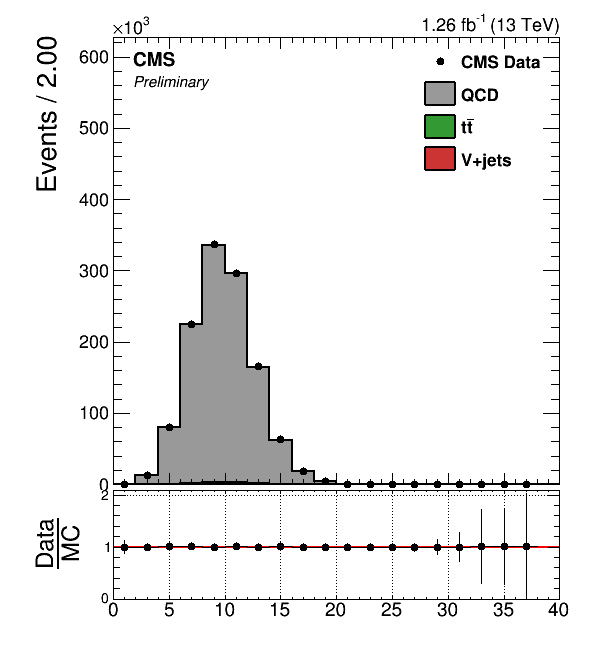 ×10³
1.26 fb⁻¹ (13 TeV)
CMS
Preliminary
CMS Data
QCD
tt̄
V+jets
Events / 2.00
600
500
400
300
200
100
0
Data
MC
2
1
0
0 5 10 15 20 25 30 35 40